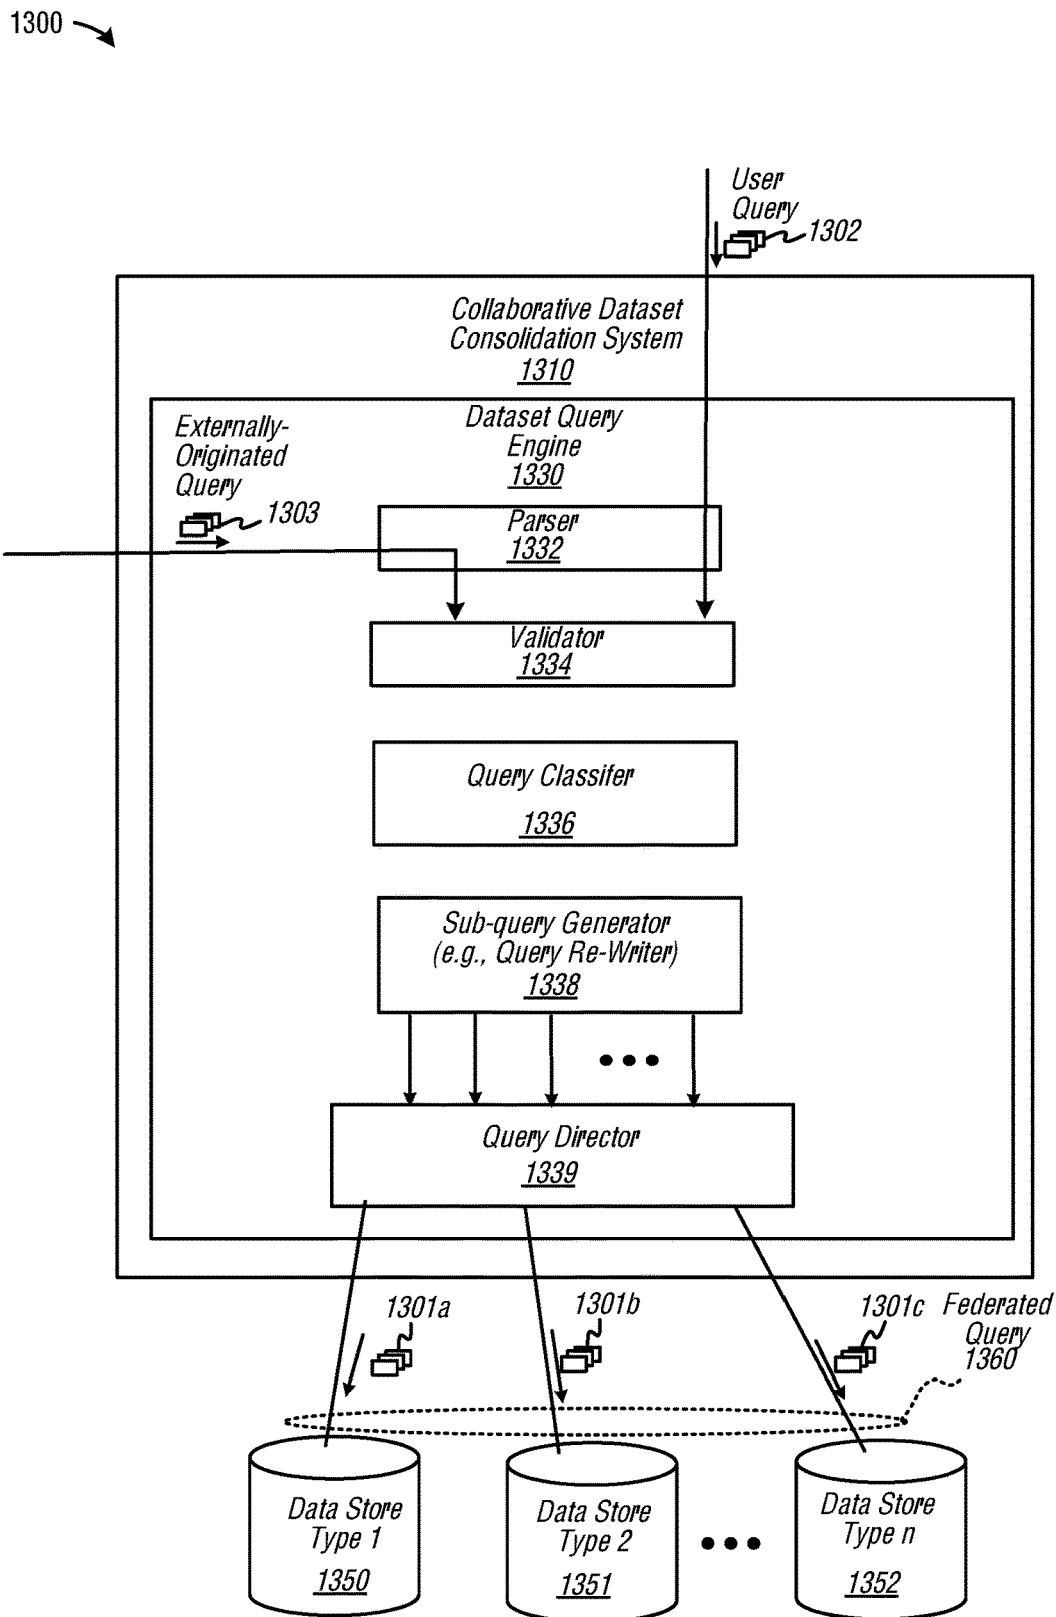 1300
User
Query
1302
Collaborative Dataset
Consolidation System
1310
Dataset Query
Engine
1330
Externally-
Originated
Query
1303
Parser
1332
Validator
1334
Query Classifer
1336
Sub-query Generator
(e.g., Query Re-Writer)
1338
Query Director
1339
1301a
1301b
1301c
Federated
Query
1360
Data Store
Type 1
1350
Data Store
Type 2
1351
Data Store
Type n
1352